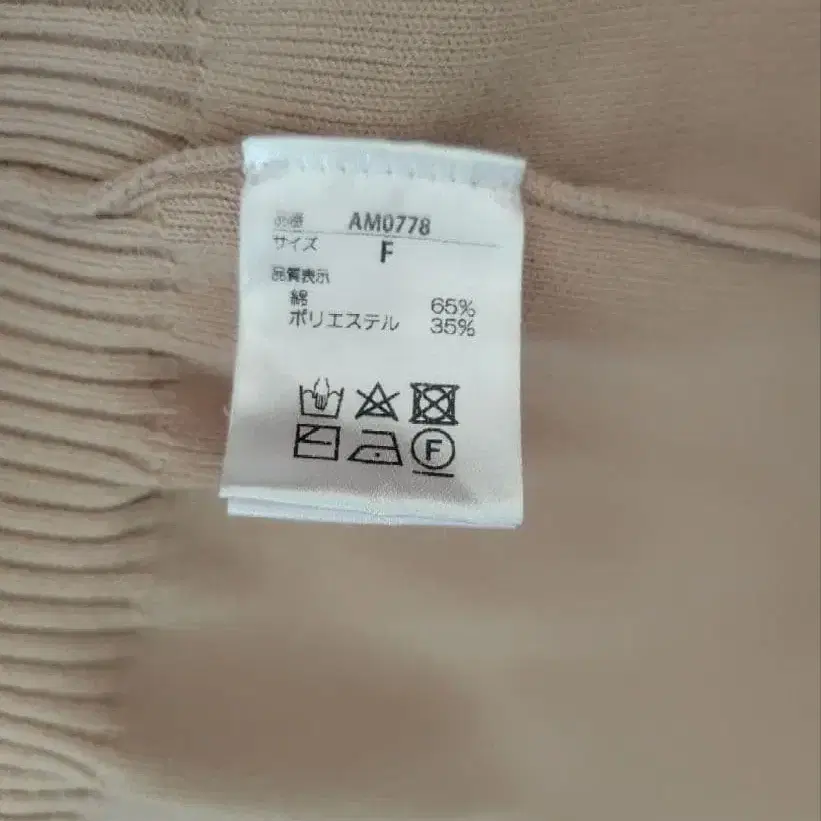 品番 AM0778
サイズ F
品質表示
綿 65%
ポリエステル 35%
F